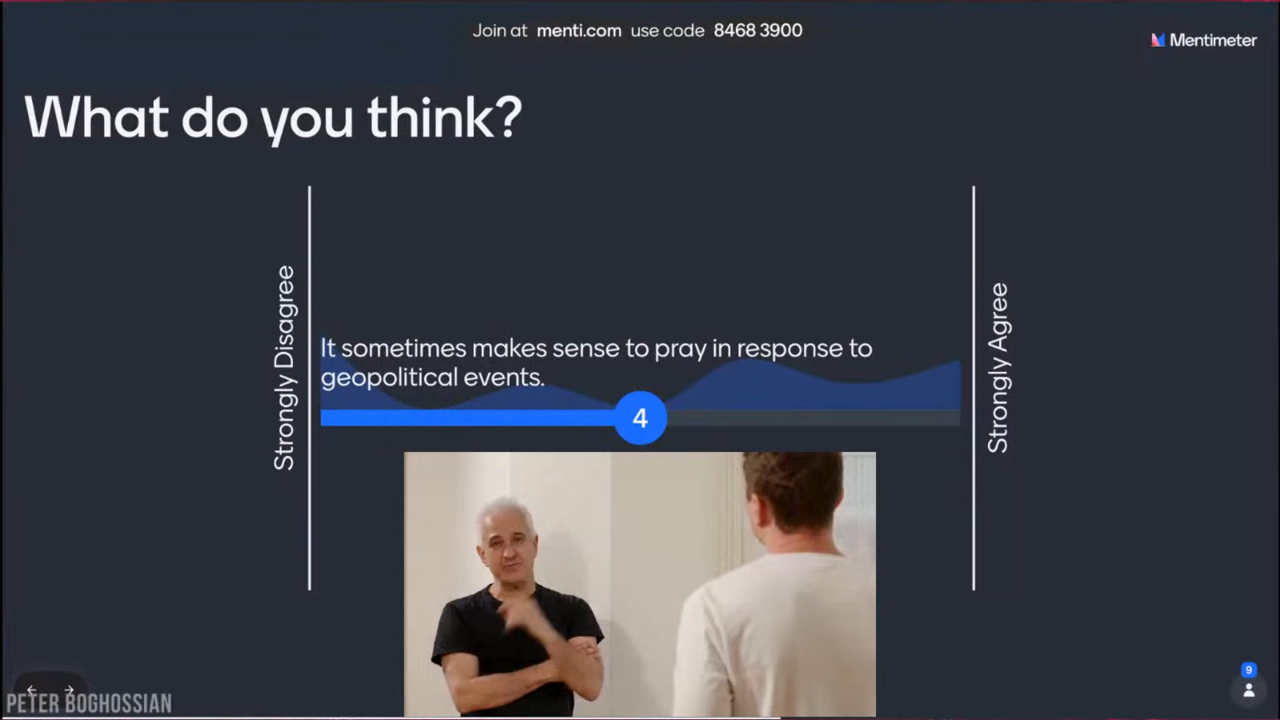 Join at menti.com use code 8468 3900
Mentimeter
What do you think?
Strongly Disagree
It sometimes makes sense to pray in response to
geopolitical events.
4
Strongly Agree
9
PETER BOGHOSSIAN